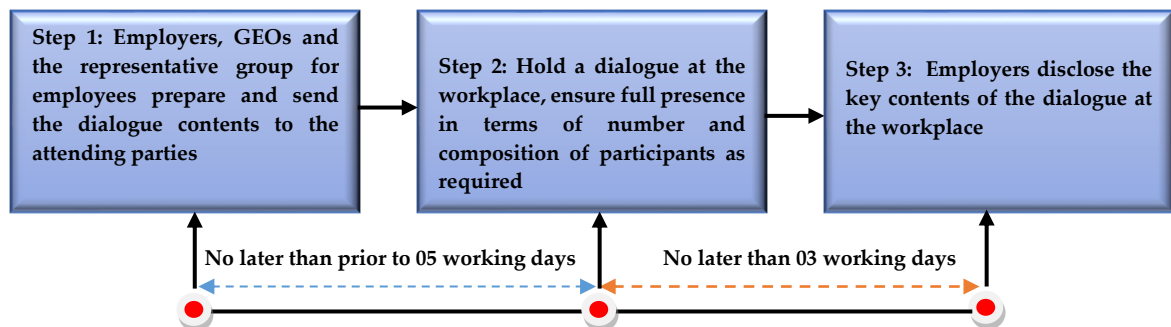 Step 1: Employers, GEOs and
the representative group for
employees prepare and send
the dialogue contents to the
attending parties
Step 2: Hold a dialogue at the
workplace, ensure full presence
in terms of number and
composition of participants as
required
Step 3: Employers disclose the
key contents of the dialogue at
the workplace
No later than prior to 05 working days
No later than 03 working days